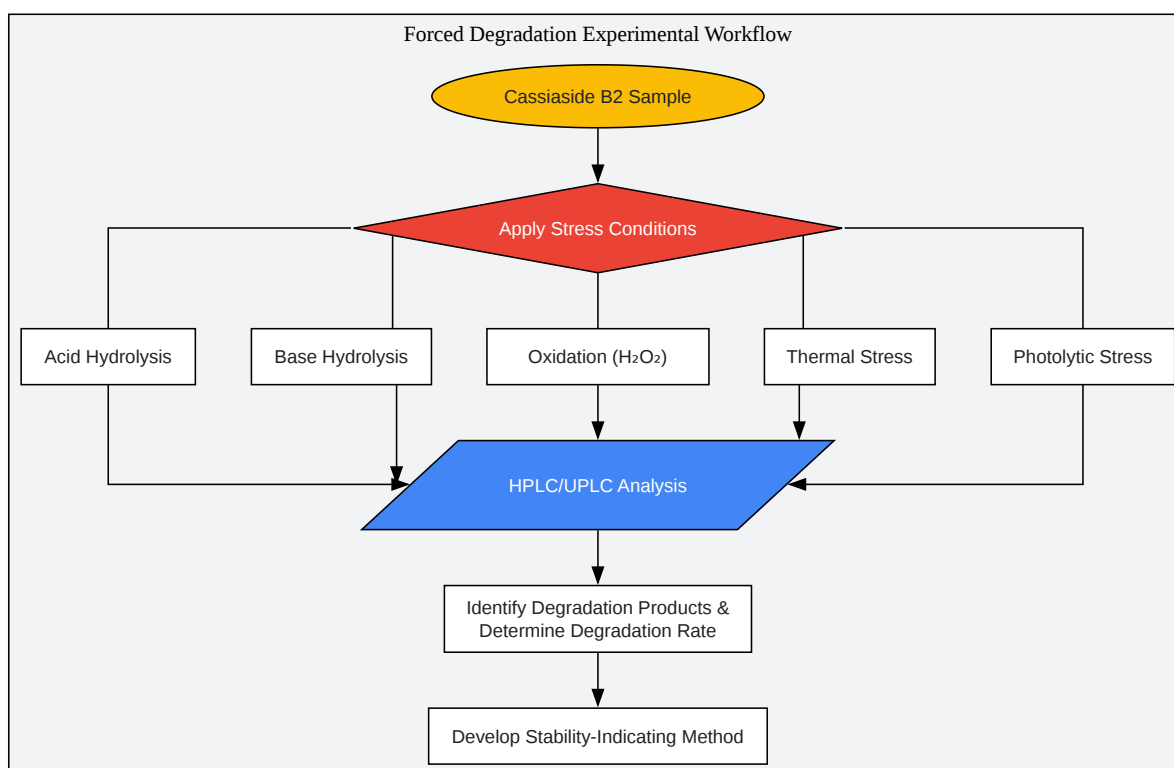 Forced Degradation Experimental Workflow
Cassiaside B2 Sample
Apply Stress Conditions
Acid Hydrolysis
Base Hydrolysis
Oxidation (H₂O₂)
Thermal Stress
Photolytic Stress
HPLC/UPLC Analysis
Identify Degradation Products &
Determine Degradation Rate
Develop Stability-Indicating Method